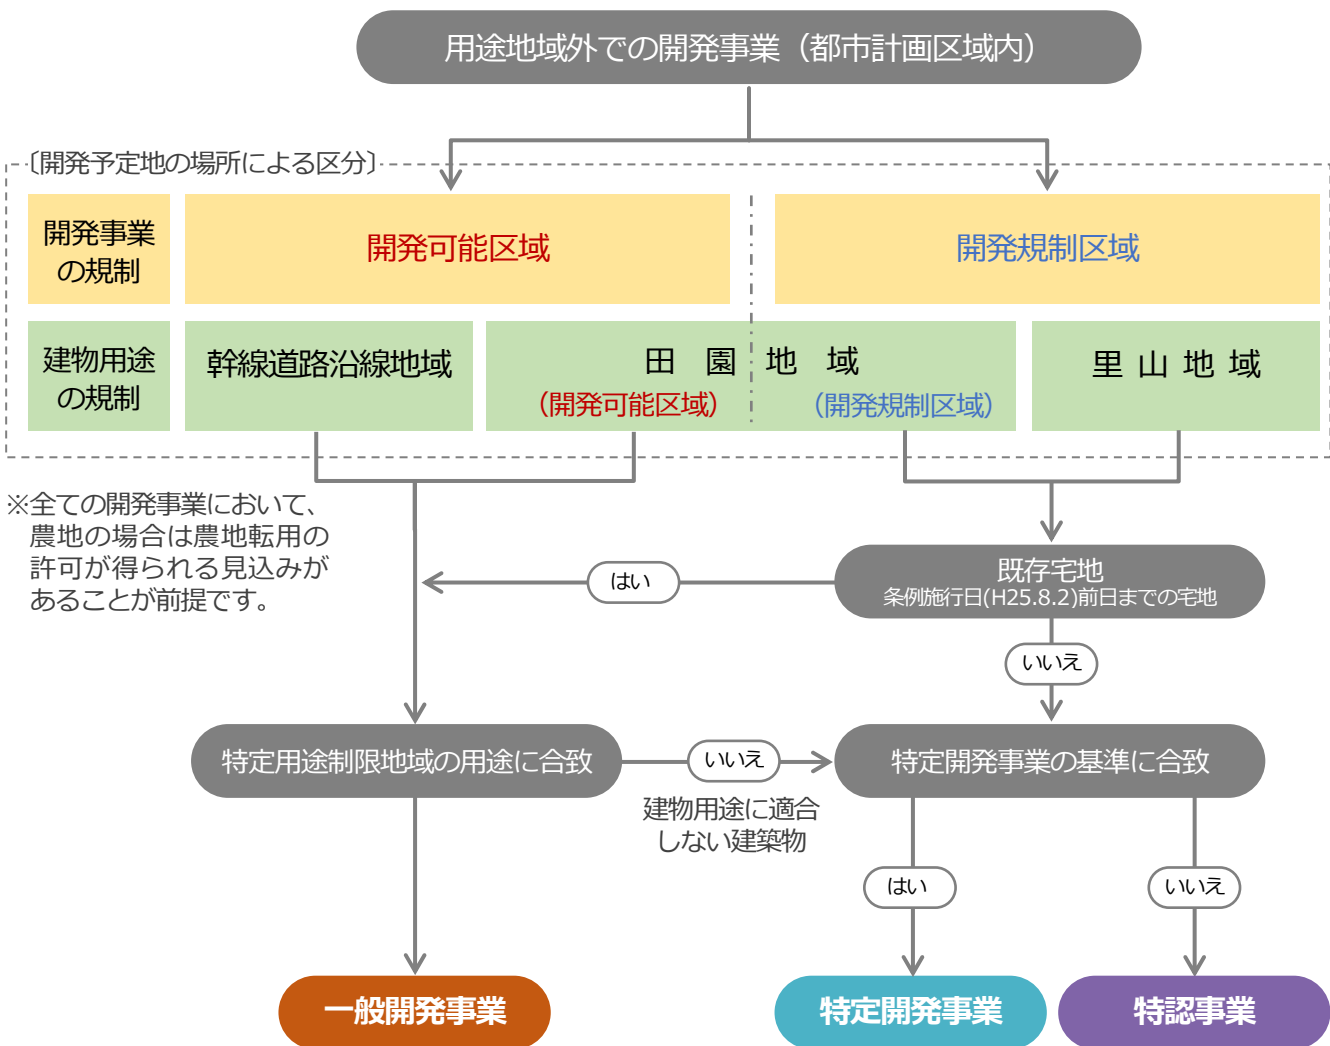 用途地域外での開発事業（都市計画区域内）
〔開発予定地の場所による区分〕
開発事業
の規制
開発可能区域
開発規制区域
建物用途
の規制
幹線道路沿線地域
田園地域
（開発可能区域）
（開発規制区域）
里山地域
※全ての開発事業において、
農地の場合は農地転用の
許可が得られる見込みが
あることが前提です。
はい
既存宅地
条例施行日(H25.8.2)前日までの宅地
いいえ
特定用途制限地域の用途に合致
いいえ
特定開発事業の基準に合致
建物用途に適合
しない建築物
はい
いいえ
一般開発事業
特定開発事業
特認事業